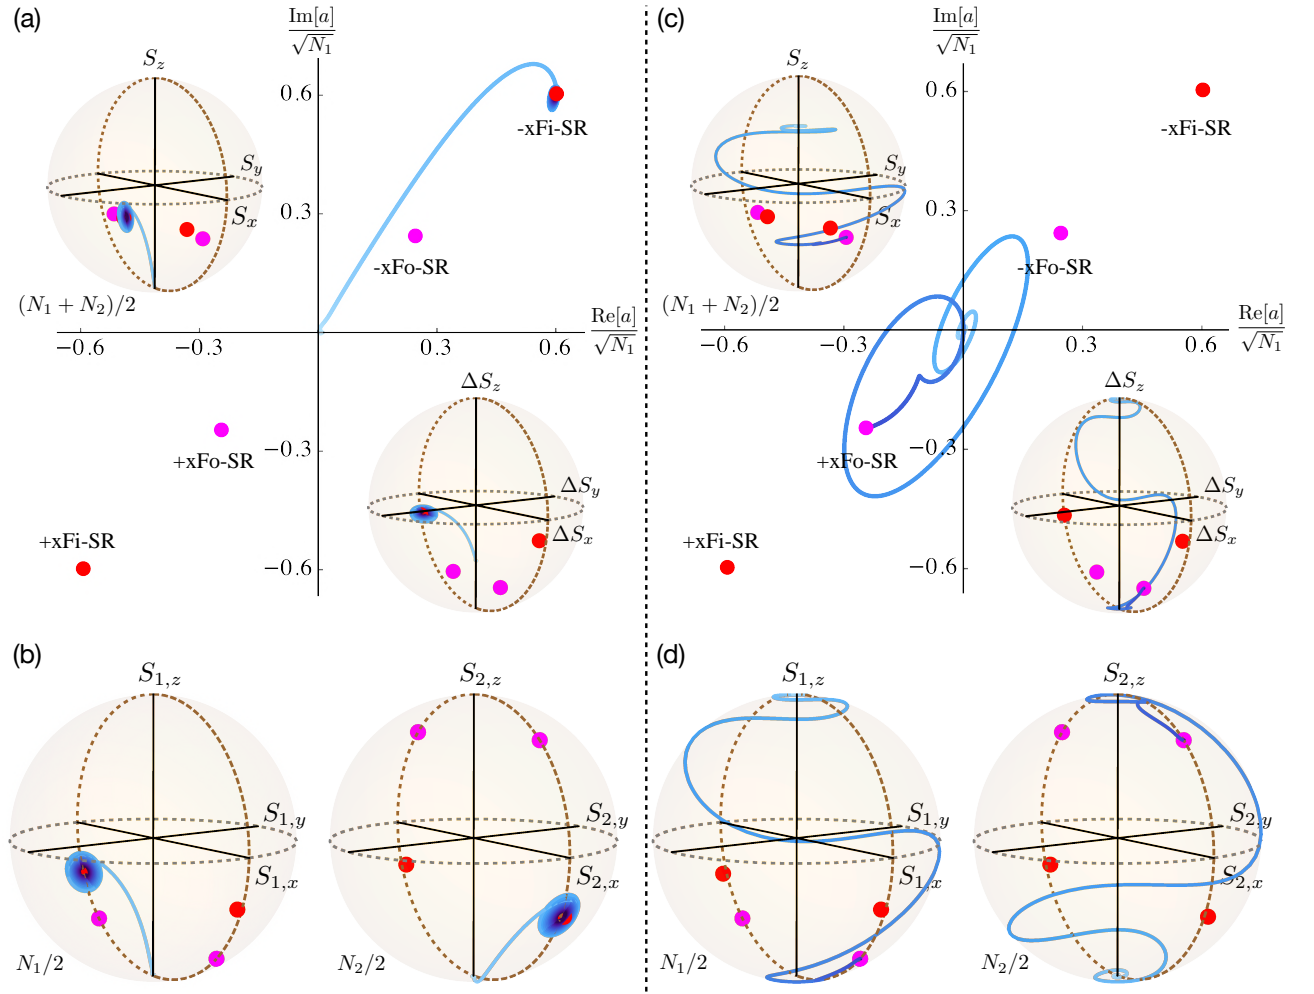 (a)
Im[a]
√N₁
S_z
0.6
-xFi-SR
S_y
S_x
0.3
-xFo-SR
(N₁ + N₂)/2
Re[a]
√N₁
−0.6
−0.3
0.3
0.6
ΔS_z
+xFo-SR
−0.3
ΔS_y
ΔS_x
+xFi-SR
−0.6
(c)
Im[a]
√N₁
S_z
0.6
-xFi-SR
S_y
S_x
0.3
-xFo-SR
(N₁ + N₂)/2
Re[a]
√N₁
−0.6
−0.3
0.3
0.6
ΔS_z
+xFo-SR
−0.3
ΔS_y
ΔS_x
+xFi-SR
−0.6
(b)
S₁,z
S₂,z
S₁,y
S₂,y
S₁,x
S₂,x
N₁/2
N₂/2
(d)
S₁,z
S₂,z
S₁,y
S₂,y
S₁,x
S₂,x
N₁/2
N₂/2